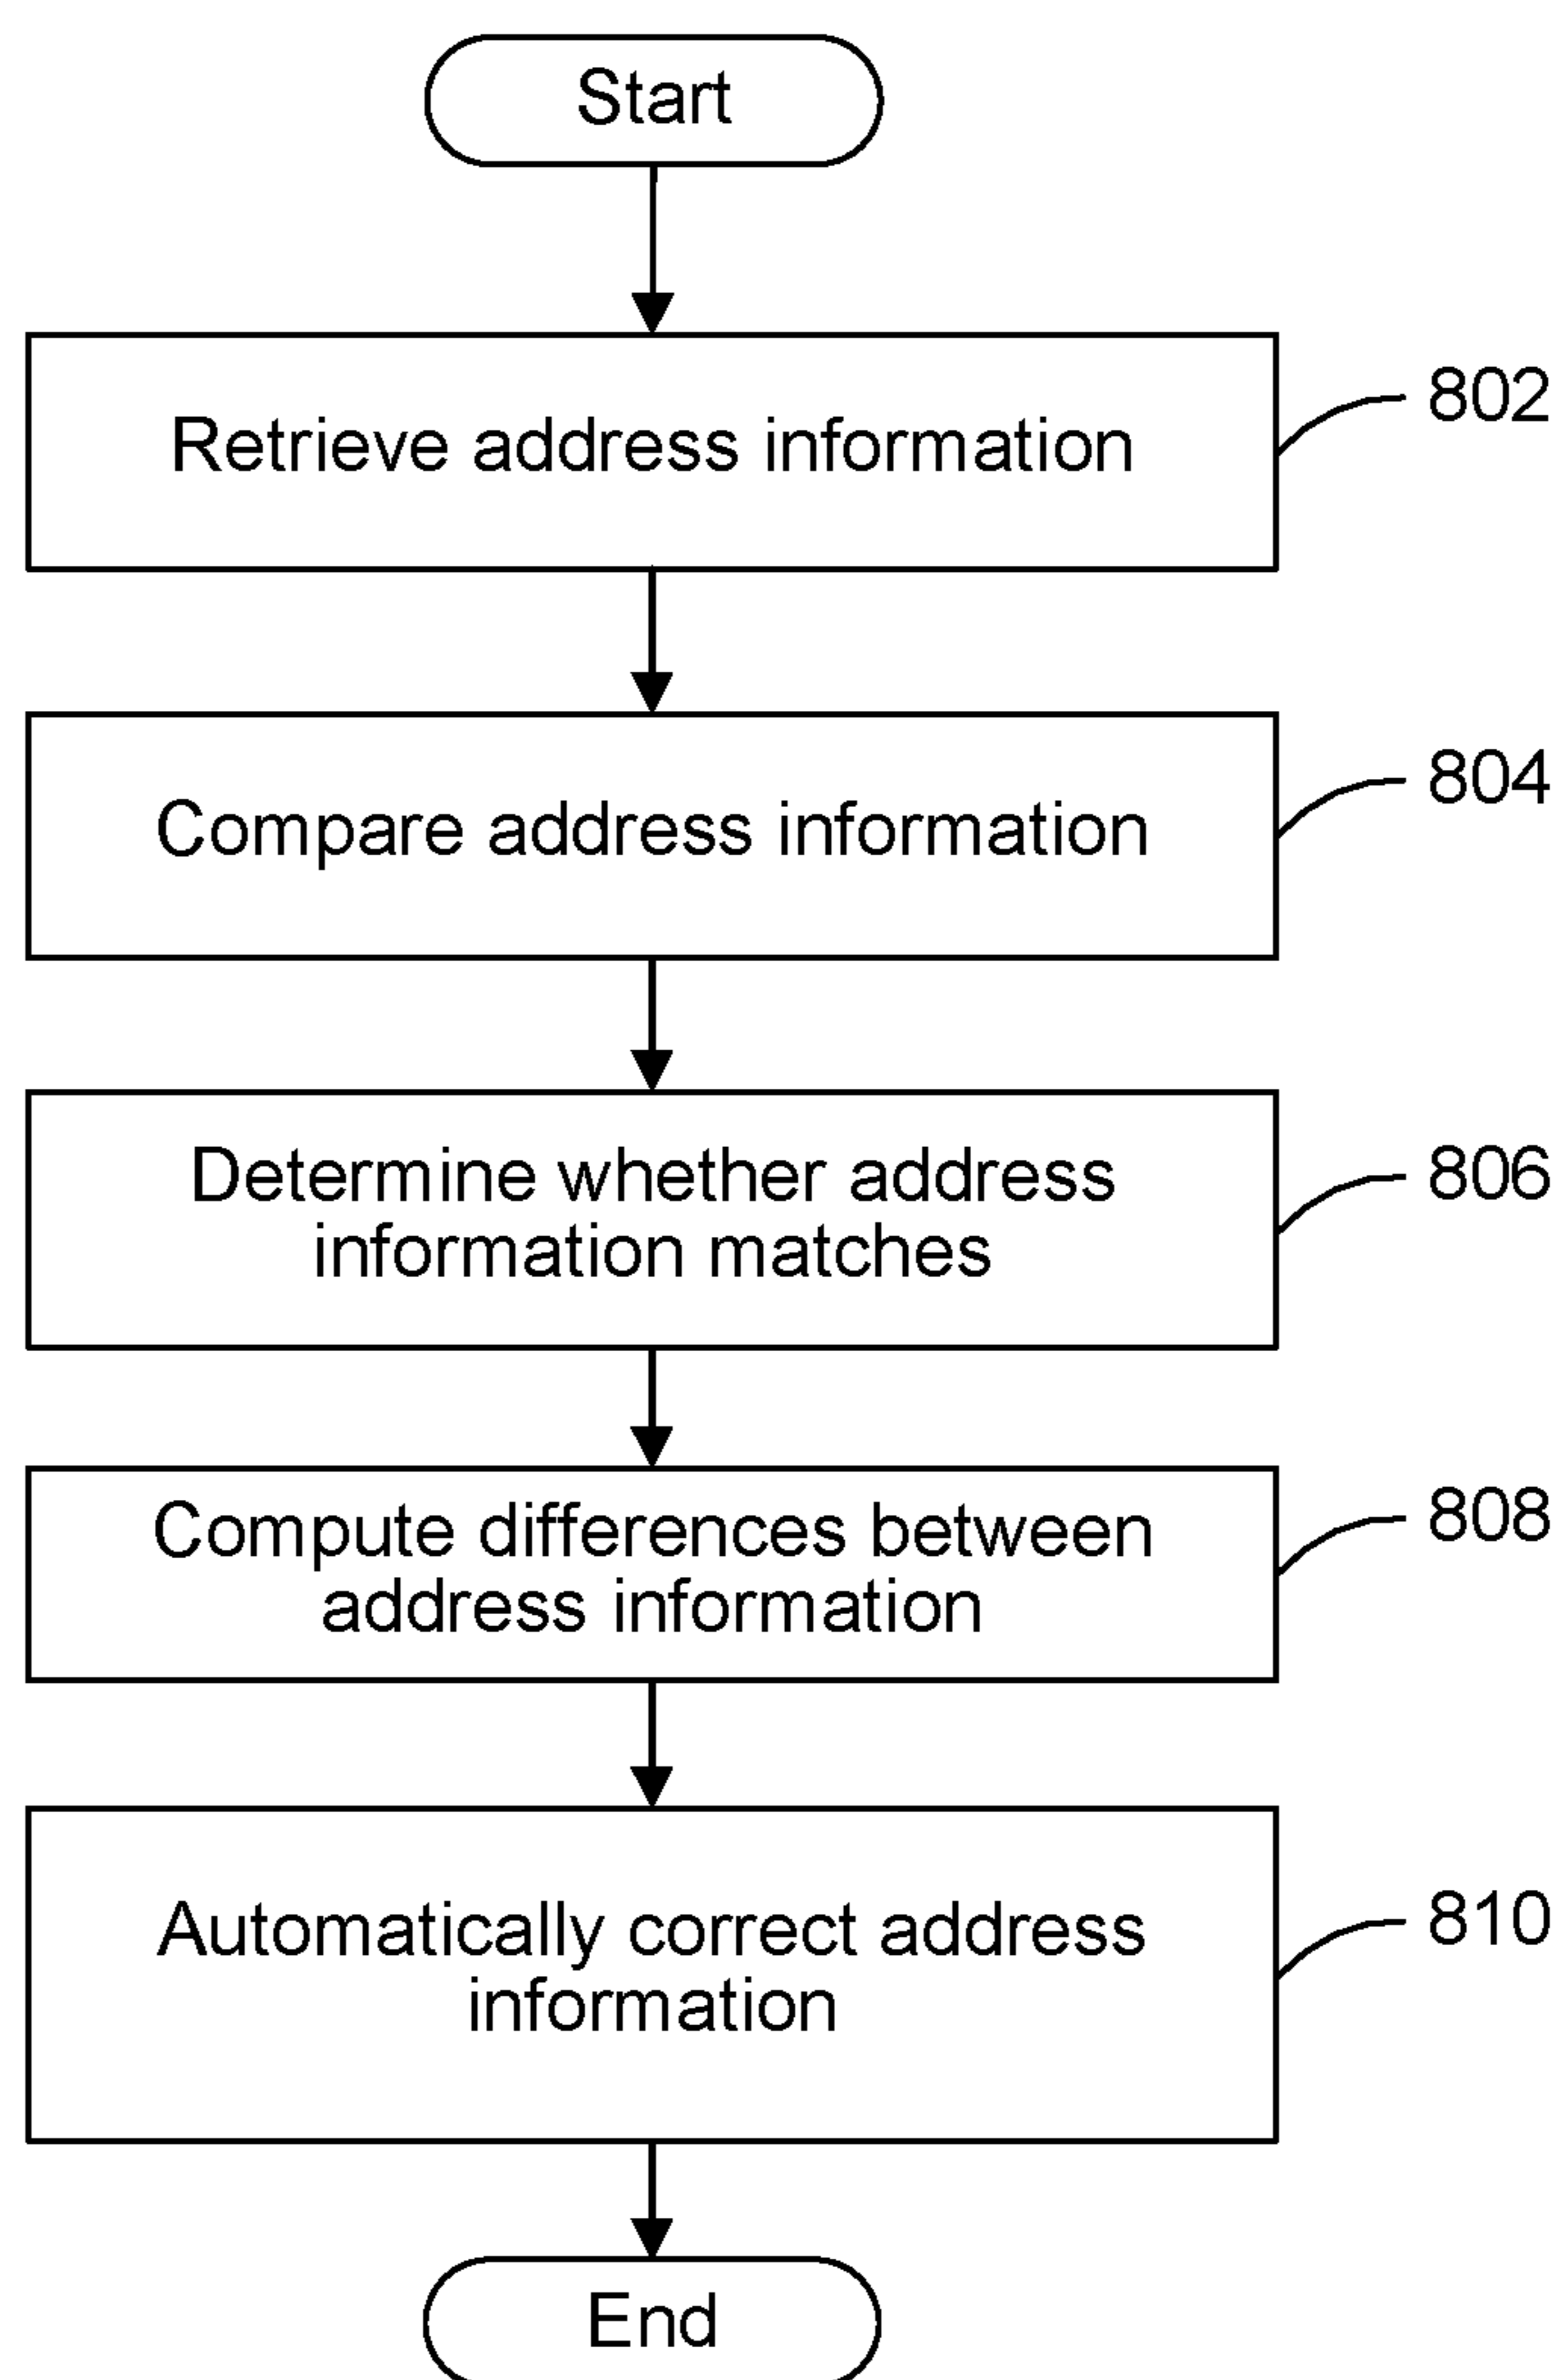 Start
Retrieve address information
802
Compare address information
804
Determine whether address
information matches
806
Compute differences between
address information
808
Automatically correct address
information
810
End